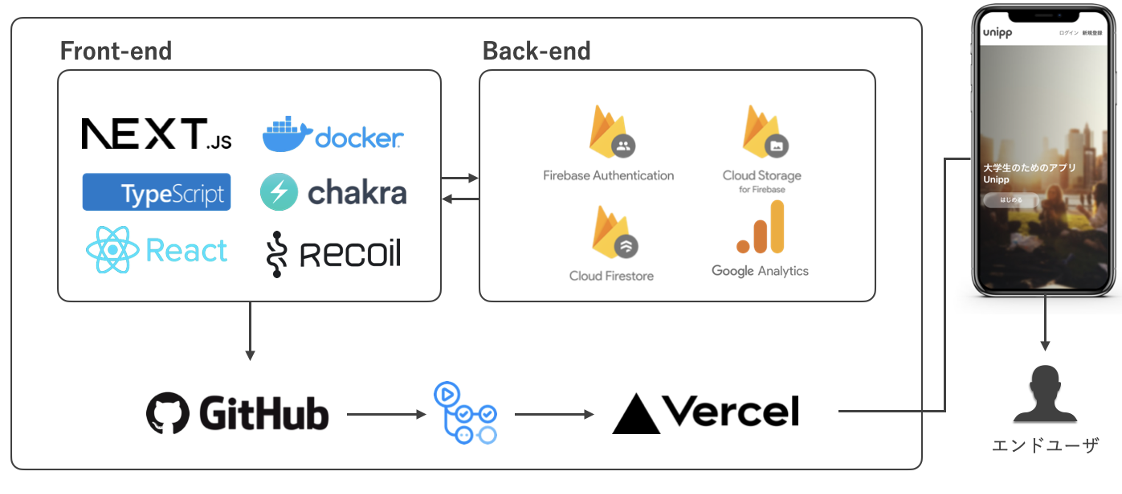 Front-end
Back-end
NEXT.JS
docker
TypeScript
chakra
React
RECOIL
Firebase Authentication
Cloud Storage
for Firebase
Cloud Firestore
Google Analytics
GitHub
Vercel
unipp
ログイン 新規登録
大学生のためのアプリ
Unipp
はじめる
エンドユーザ